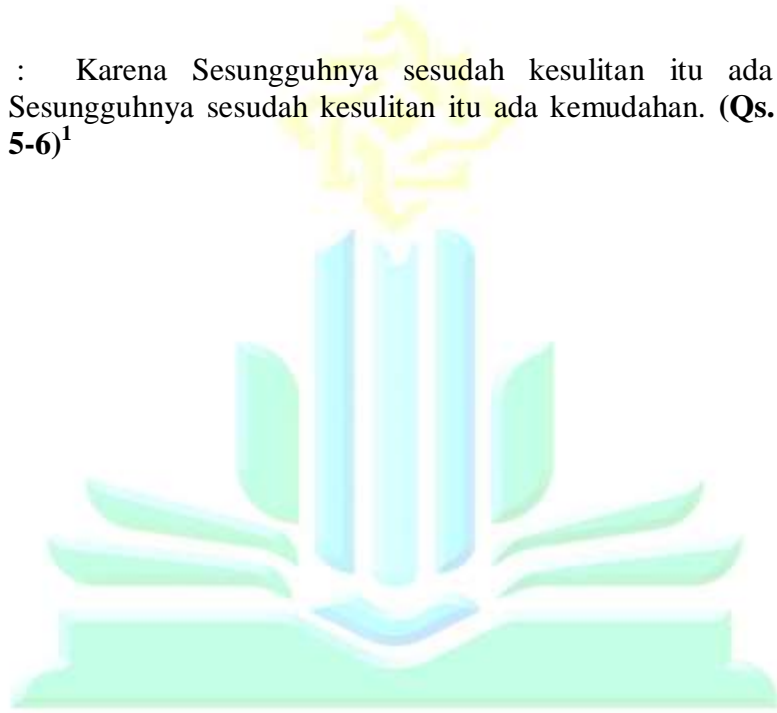 : Karena Sesungguhnya sesudah kesulitan itu ada
Sesungguhnya sesudah kesulitan itu ada kemudahan. (Qs.
5-6)1